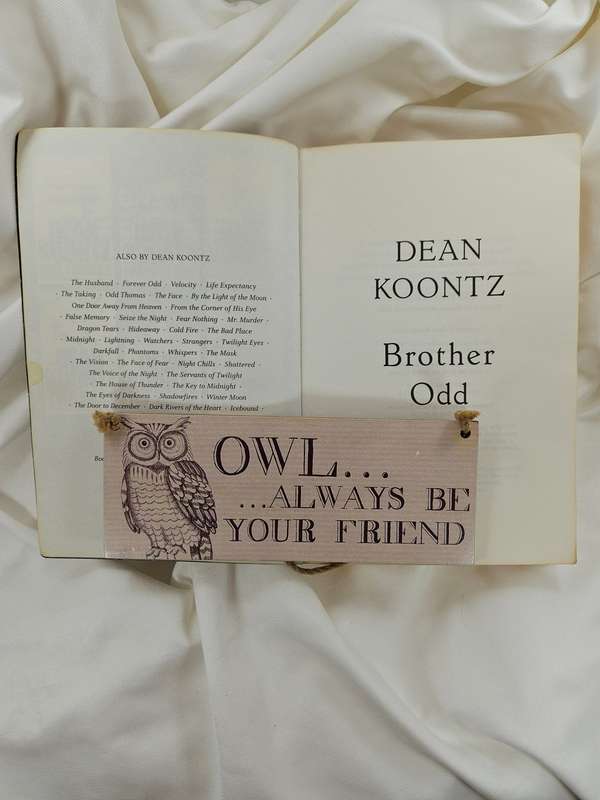 ALSO BY DEAN KOONTZ
The Husband · Forever Odd · Velocity · Life Expectancy
· The Taking · Odd Thomas · The Face · By the Light of the Moon ·
One Door Away From Heaven · From the Corner of His Eye
· False Memory · Seize the Night · Fear Nothing · Mr. Murder ·
Dragon Tears · Hideaway · Cold Fire · The Bad Place
· Midnight · Lightning · Watchers · Strangers · Twilight Eyes ·
Darkfall · Phantoms · Whispers · The Mask
· The Vision · The Face of Fear · Night Chills · Shattered ·
The Voice of the Night · The Servants of Twilight
· The House of Thunder · The Key to Midnight ·
The Eyes of Darkness · Shadowfires · Winter Moon
· The Door to December · Dark Rivers of the Heart · Icebound ·
DEAN
KOONTZ
Brother
Odd
OWL...
...ALWAYS BE
YOUR FRIEND